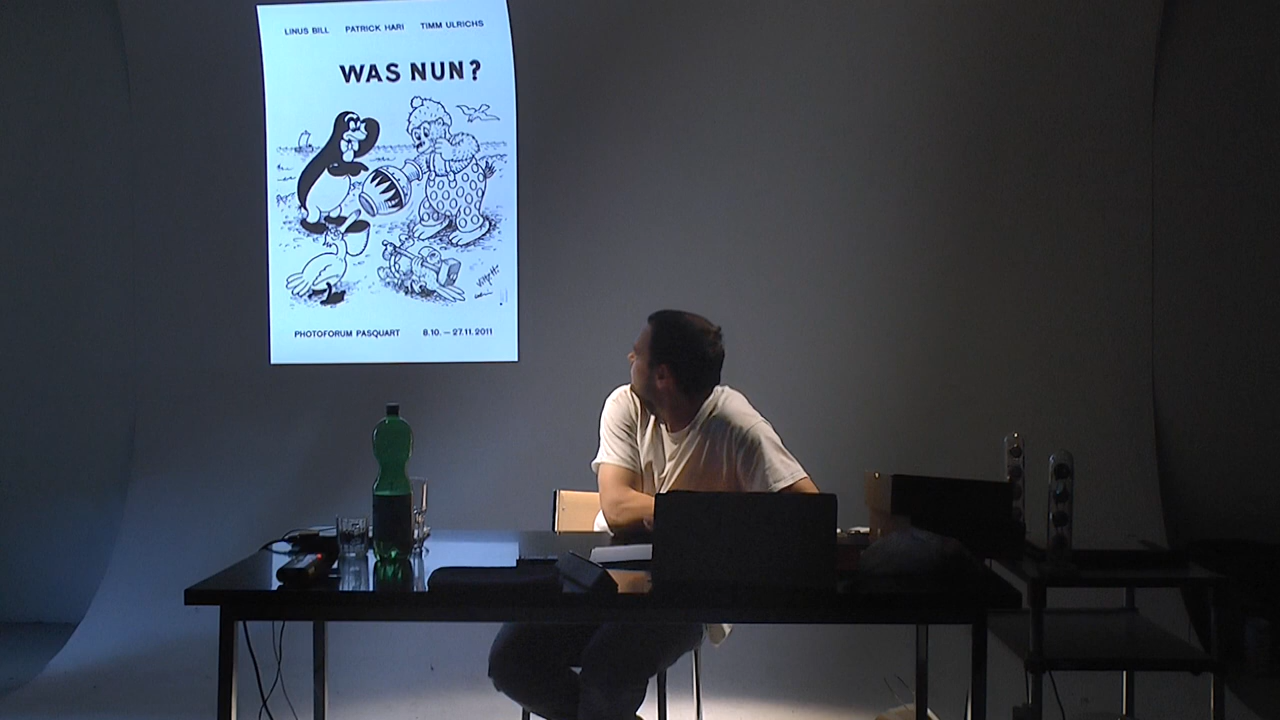 LINUS BILL PATRICK HARI TIMM ULRICHS
WAS NUN?
PHOTOFORUM PASQUART 8.10. — 27.11.2011